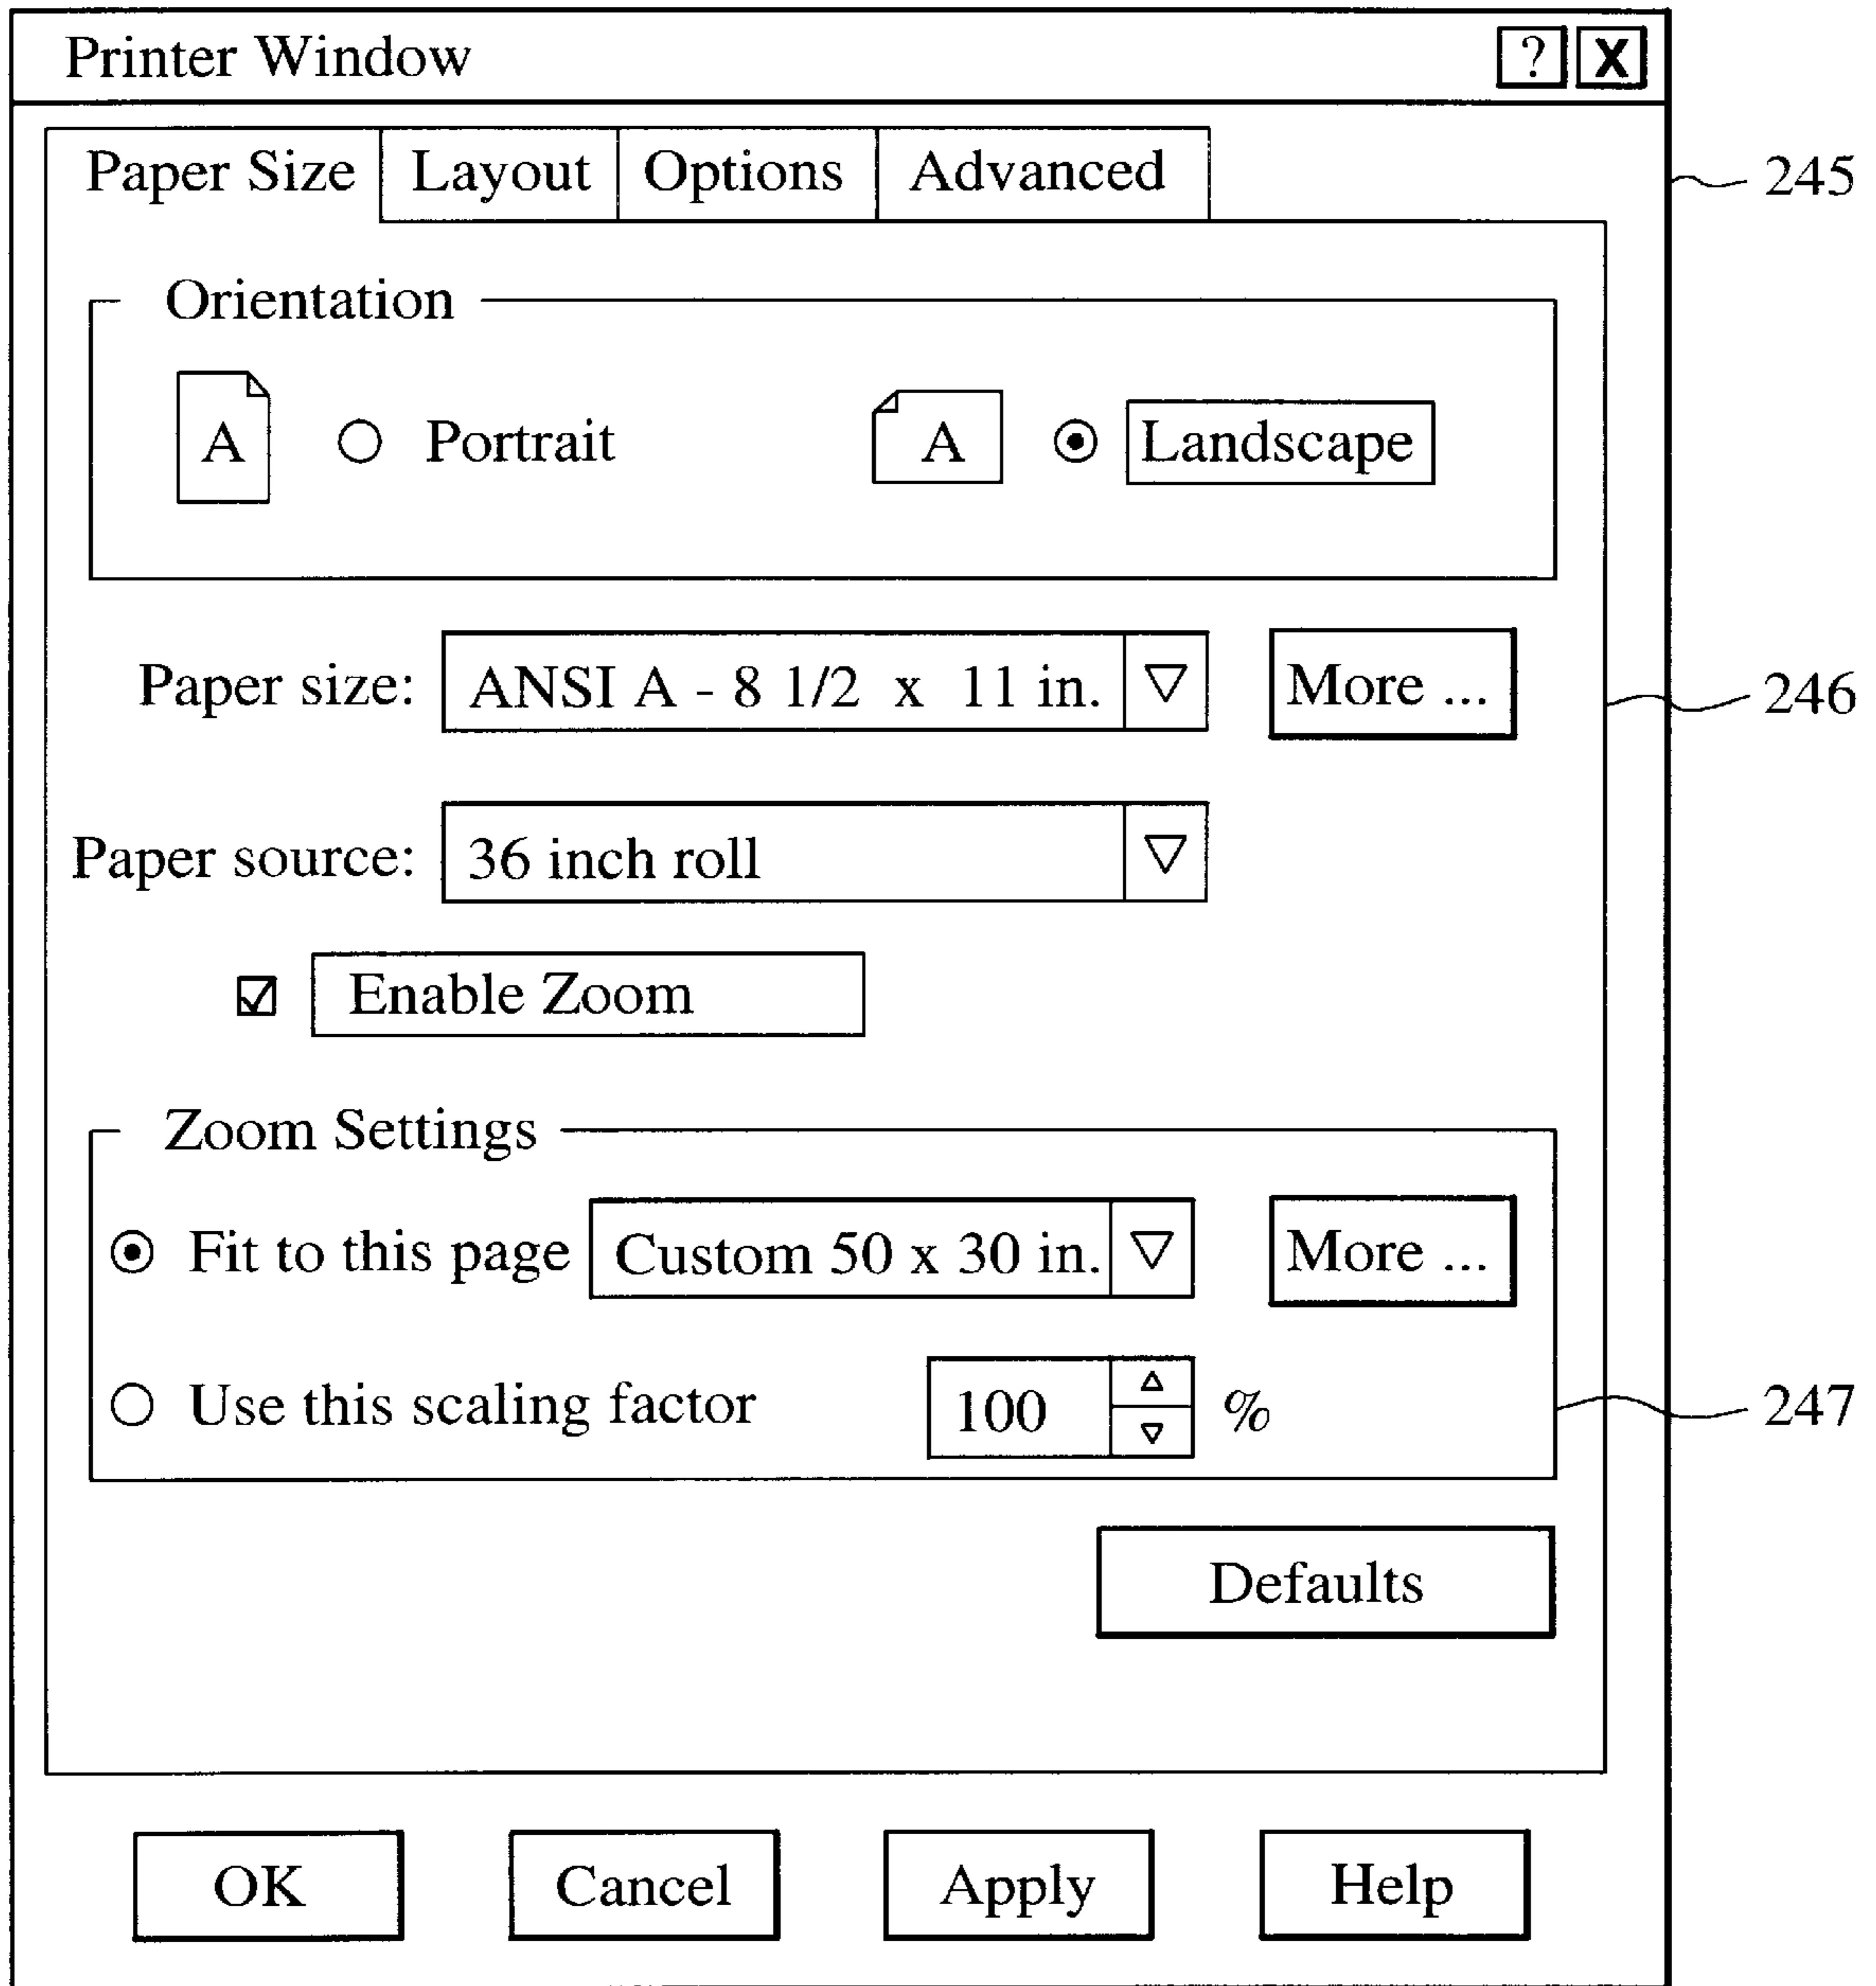 Printer Window ? X
Paper Size Layout Options Advanced
245
Orientation
A Portrait A Landscape
Paper size: ANSI A - 8 1/2 x 11 in. More ...
246
Paper source: 36 inch roll
Enable Zoom
Zoom Settings
Fit to this page Custom 50 x 30 in. More ...
Use this scaling factor 100 %
247
Defaults
OK Cancel Apply Help